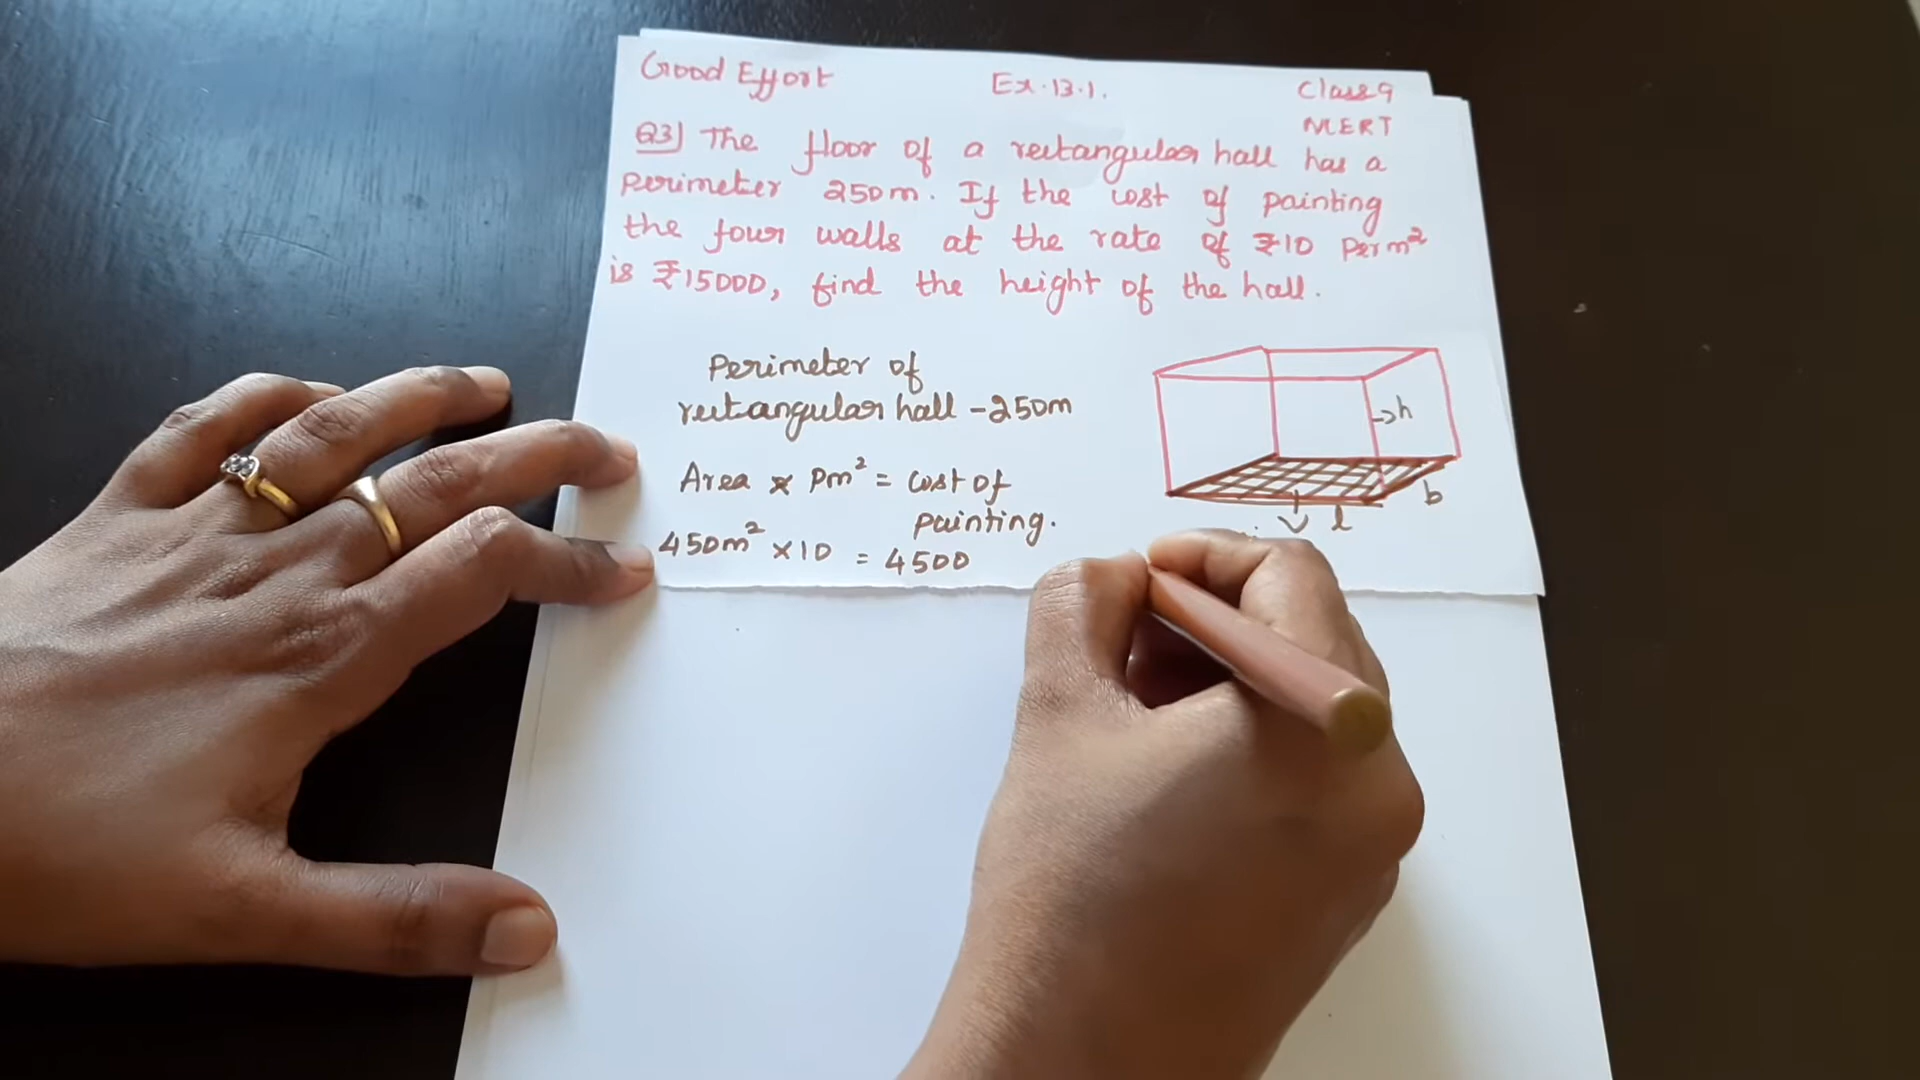 Good Effort Ex.13.1. Class 9
NCERT
Q3] The floor of a rectangular hall has a
perimeter 250m. If the cost of painting
the four walls at the rate of ₹10 per m²
is ₹15000, find the height of the hall.
Perimeter of
rectangular hall - 250m
Area × Pm² = cost of
painting.
450m² × 10 = 4500
→h
b
l